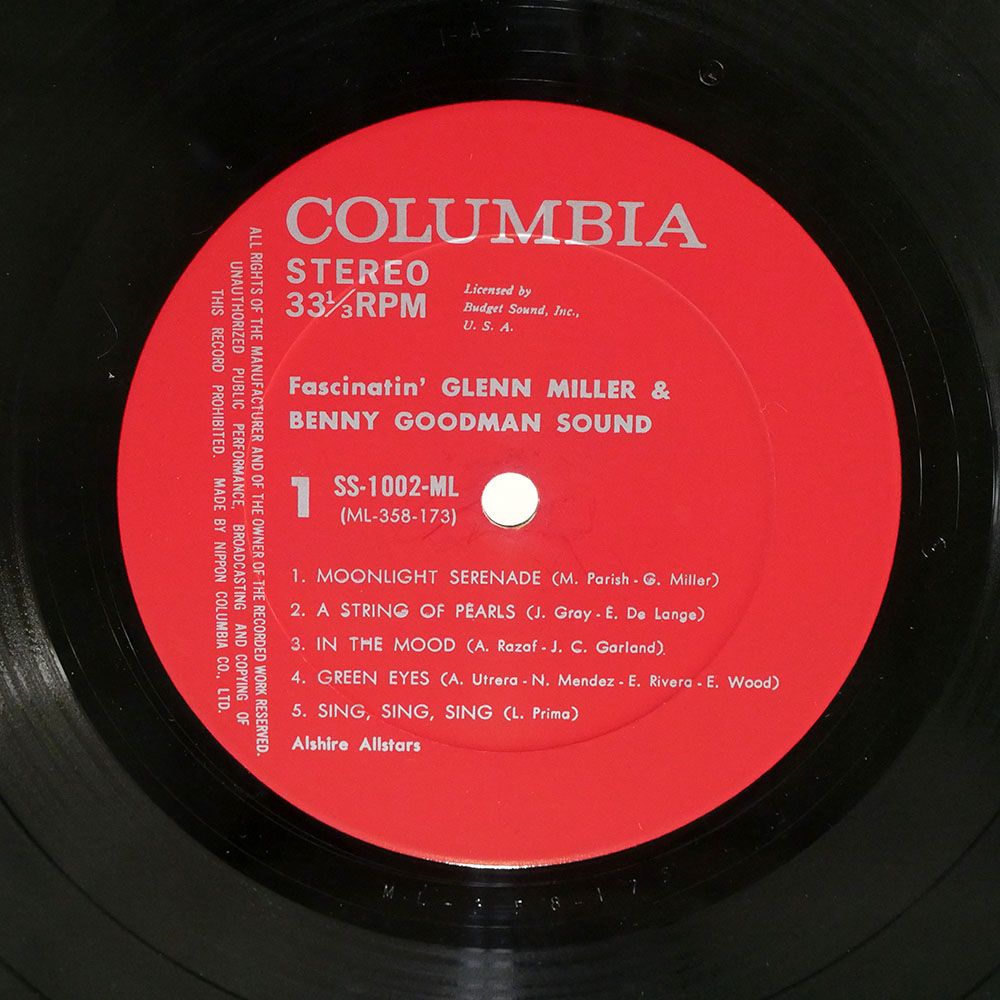 COLUMBIA
STEREO
33 1/3 RPM
Licensed by
Budget Sound, Inc.,
U. S. A.
Fascinatin' GLENN MILLER &
BENNY GOODMAN SOUND
1 SS-1002-ML
(ML-358-173)
1. MOONLIGHT SERENADE (M. Parish - G. Miller)
2. A STRING OF PEARLS (J. Gray - E. De Lange)
3. IN THE MOOD (A. Razaf - J. C. Garland)
4. GREEN EYES (A. Utrera - N. Mendez - E. Rivera - E. Wood)
5. SING, SING, SING (L. Prima)
Alshire Allstars
ALL RIGHTS OF THE MANUFACTURER AND OF THE OWNER OF THE RECORDED WORK RESERVED.
UNAUTHORIZED PUBLIC PERFORMANCE, BROADCASTING AND COPYING OF
THIS RECORD PROHIBITED. MADE BY NIPPON COLUMBIA CO., LTD.